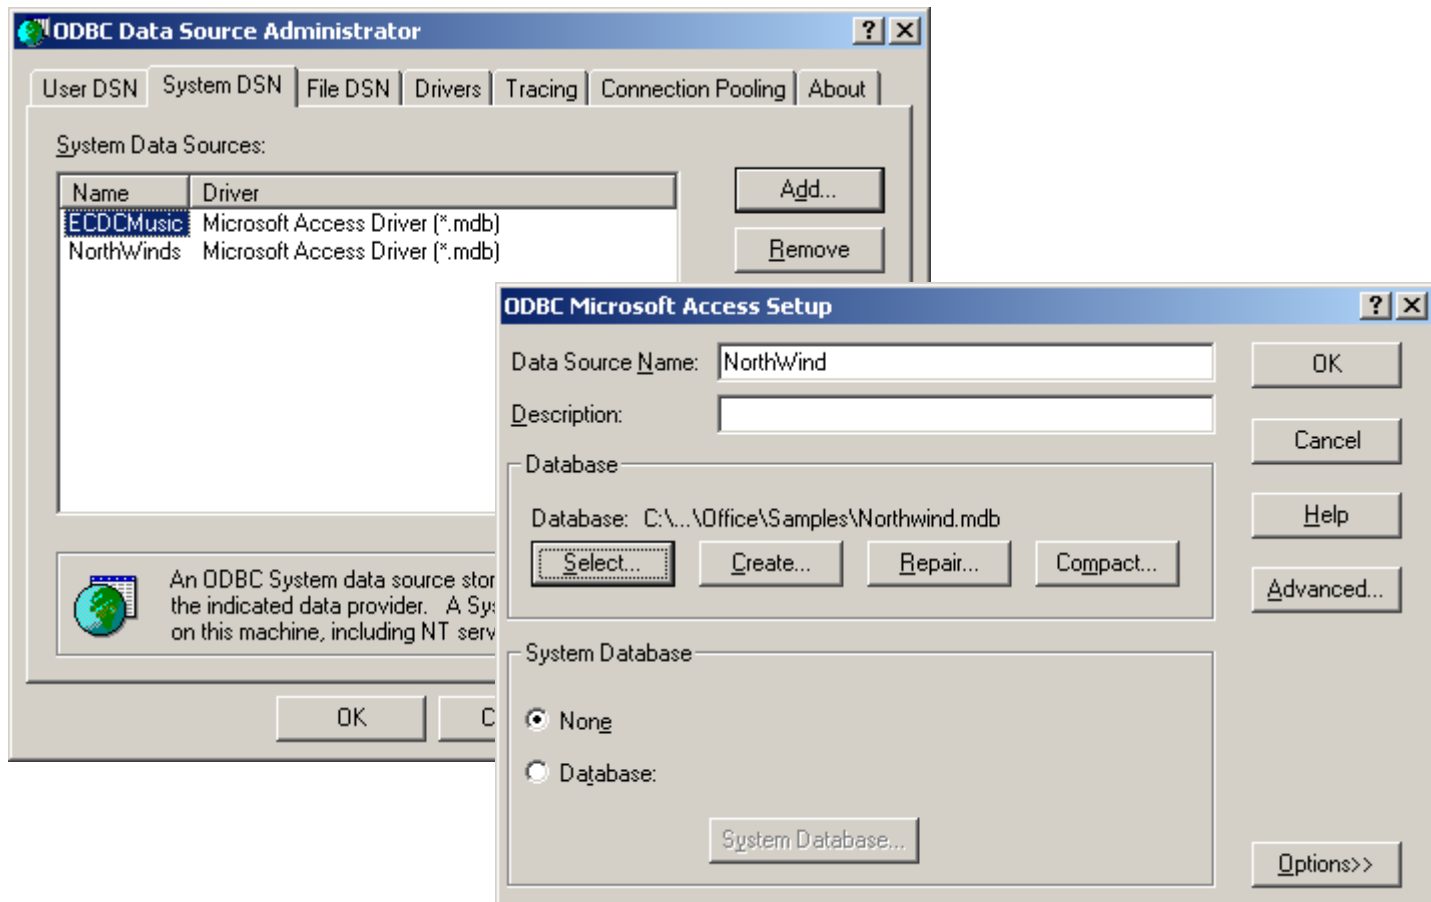 ODBC Data Source Administrator
User DSN System DSN File DSN Drivers Tracing Connection Pooling About
System Data Sources:
Name Driver
ECDCMusic Microsoft Access Driver (*.mdb)
NorthWinds Microsoft Access Driver (*.mdb)
Add...
Remove
An ODBC System data source
the indicated data provider. A
on this machine, including NT
OK
ODBC Microsoft Access Setup
Data Source Name: NorthWind
Description:
Database
Database: C:\...\Office\Samples\Northwind.mdb
Select... Create... Repair... Compact...
System Database
None
Database:
System Database...
OK
Cancel
Help
Advanced...
Options>>